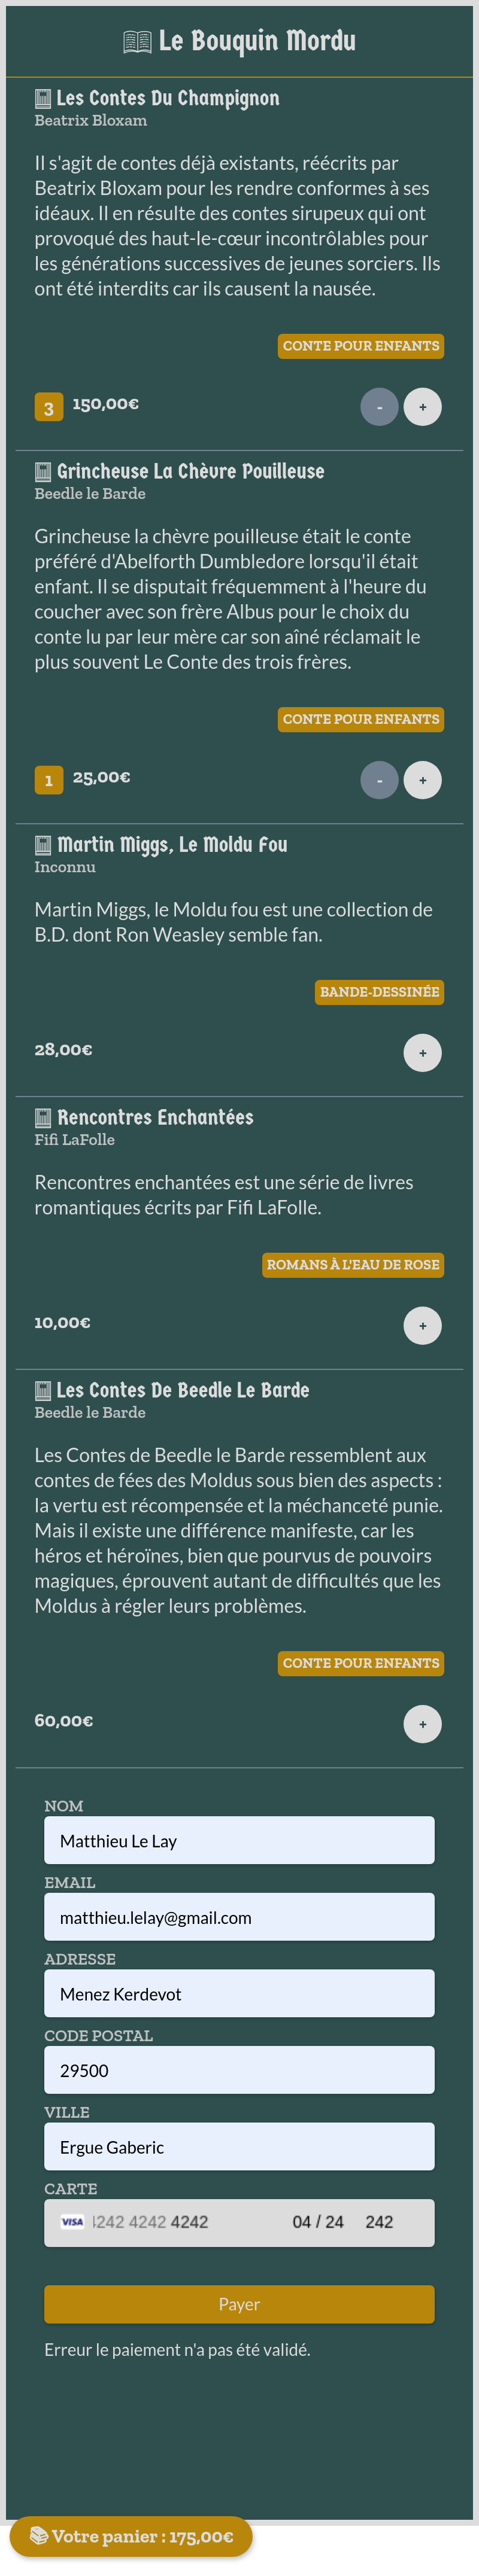 Le Bouquin Mordu
Les Contes Du Champignon
Beatrix Bloxam
Il s'agit de contes déjà existants, réécrits par
Beatrix Bloxam pour les rendre conformes à ses
idéaux. Il en résulte des contes sirupeux qui ont
provoqué des haut-le-cœur incontrôlables pour
les générations successives de jeunes sorciers. Ils
ont été interdits car ils causent la nausée.
CONTE POUR ENFANTS
3 150,00€ - +
Grincheuse La Chèvre Pouilleuse
Beedle le Barde
Grincheuse la chèvre pouilleuse était le conte
préféré d'Abelforth Dumbledore lorsqu'il était
enfant. Il se disputait fréquemment à l'heure du
coucher avec son frère Albus pour le choix du
conte lu par leur mère car son aîné réclamait le
plus souvent Le Conte des trois frères.
CONTE POUR ENFANTS
1 25,00€ - +
Martin Miggs, Le Moldu Fou
Inconnu
Martin Miggs, le Moldu fou est une collection de
B.D. dont Ron Weasley semble fan.
BANDE-DESSINÉE
28,00€ +
Rencontres Enchantées
Fifi LaFolle
Rencontres enchantées est une série de livres
romantiques écrits par Fifi LaFolle.
ROMANS À L'EAU DE ROSE
10,00€ +
Les Contes De Beedle Le Barde
Beedle le Barde
Les Contes de Beedle le Barde ressemblent aux
contes de fées des Moldus sous bien des aspects :
la vertu est récompensée et la méchanceté punie.
Mais il existe une différence manifeste, car les
héros et héroïnes, bien que pourvus de pouvoirs
magiques, éprouvent autant de difficultés que les
Moldus à régler leurs problèmes.
CONTE POUR ENFANTS
60,00€ +
NOM
Matthieu Le Lay
EMAIL
matthieu.lelay@gmail.com
ADRESSE
Menez Kerdevot
CODE POSTAL
29500
VILLE
Ergue Gaberic
CARTE
VISA 4242 4242 4242 04 / 24 242
Payer
Erreur le paiement n'a pas été validé.
Votre panier : 175,00€